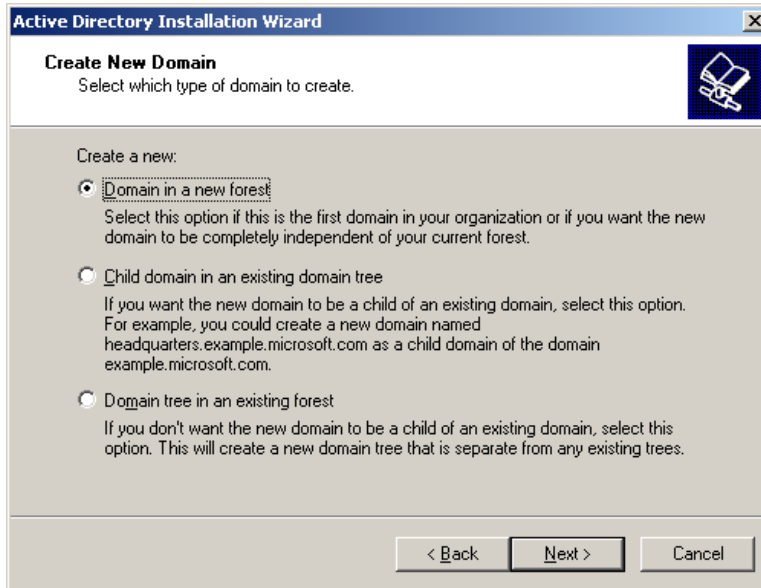 Active Directory Installation Wizard
Create New Domain
Select which type of domain to create.
Create a new:
Domain in a new forest
Select this option if this is the first domain in your organization or if you want the new
domain to be completely independent of your current forest.
Child domain in an existing domain tree
If you want the new domain to be a child of an existing domain, select this option.
For example, you could create a new domain named
headquarters.example.microsoft.com as a child domain of the domain
example.microsoft.com.
Domain tree in an existing forest
If you don't want the new domain to be a child of an existing domain, select this
option. This will create a new domain tree that is separate from any existing trees.
< Back Next > Cancel